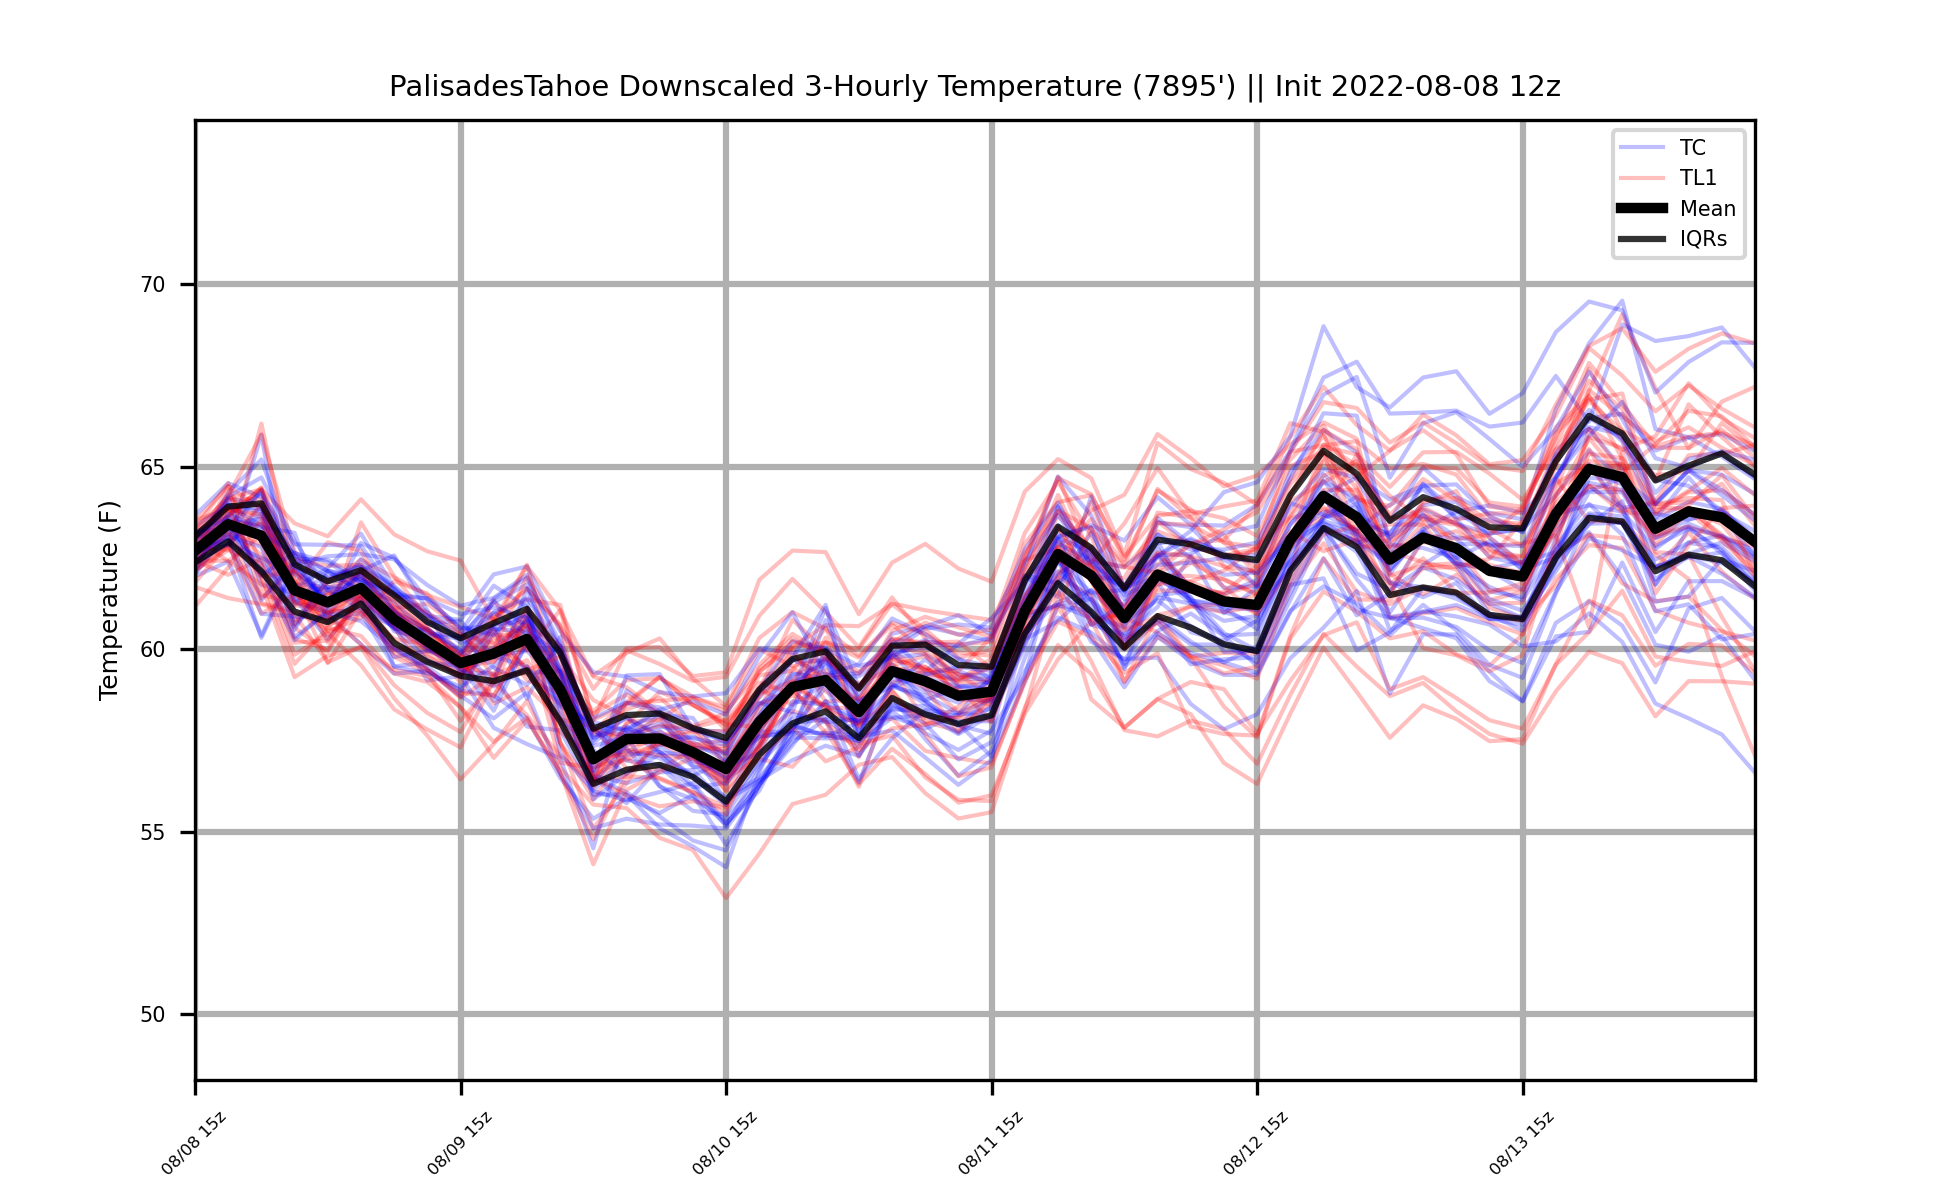 PalisadesTahoe Downscaled 3-Hourly Temperature (7895') || Init 2022-08-08 12z
TC
TL1
Mean
IQRs
Temperature (F)
70
65
60
55
50
08/08 15z
08/09 15z
08/10 15z
08/11 15z
08/12 15z
08/13 15z